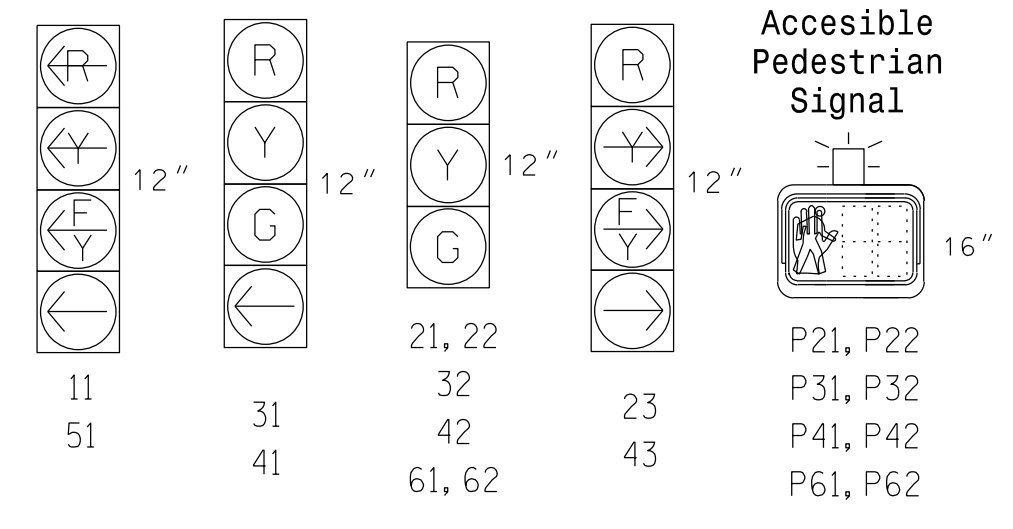 R
Y
F
Y
12"
11
51
R
Y
G
12"
31
41
R
Y
G
12"
21, 22
32
42
61, 62
R
Y
F
Y
12"
23
43
Accesible
Pedestrian
Signal
16"
P21, P22
P31, P32
P41, P42
P61, P62